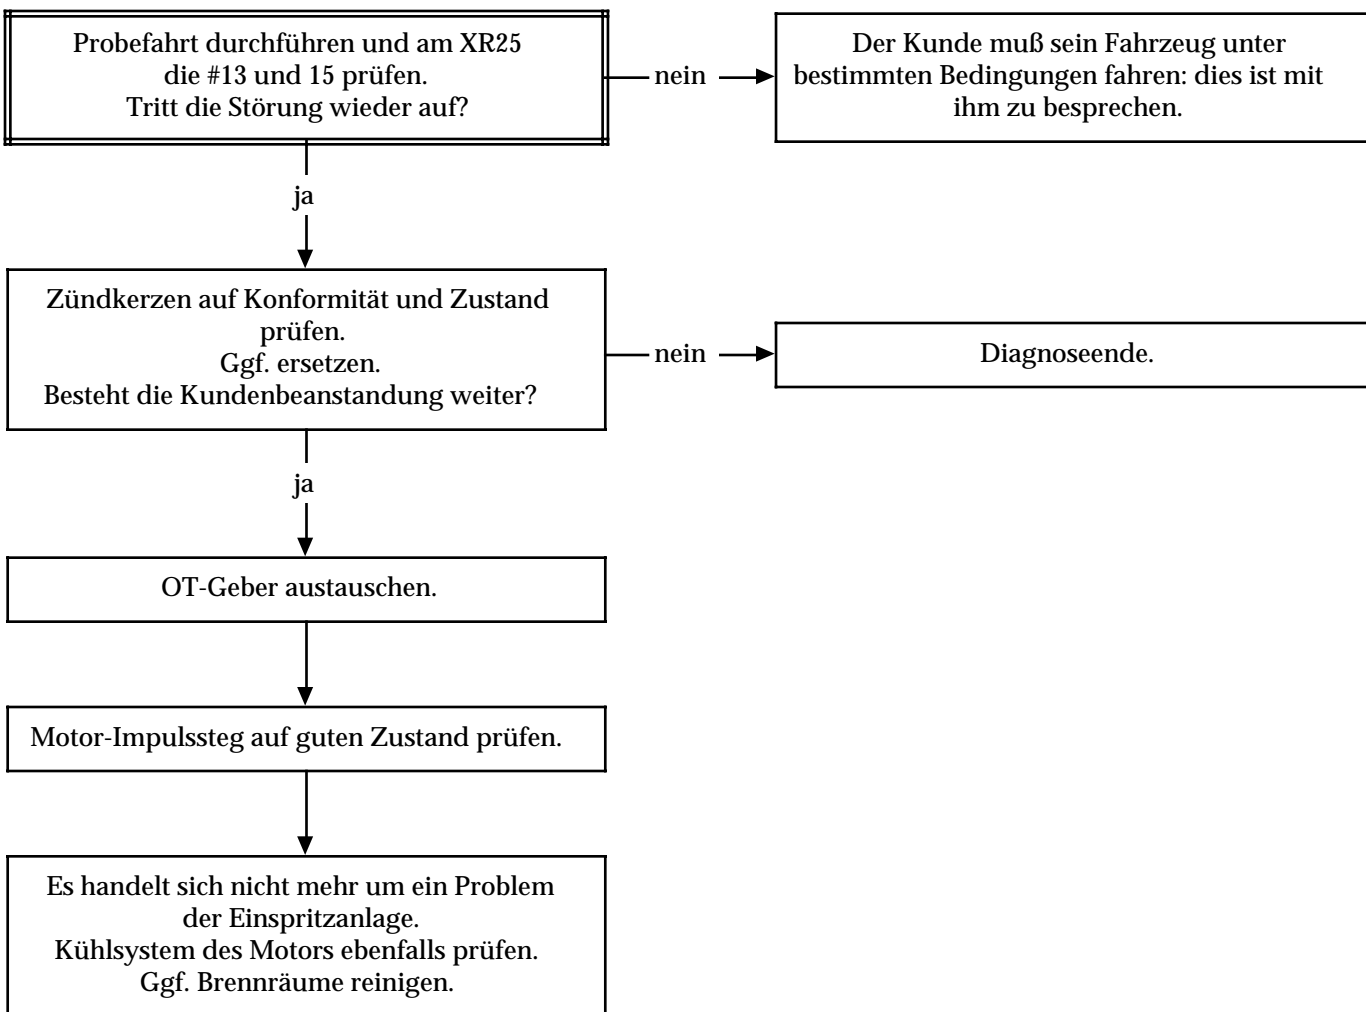 Probefahrt durchführen und am XR25
die #13 und 15 prüfen.
Tritt die Störung wieder auf?
nein
Der Kunde muß sein Fahrzeug unter
bestimmten Bedingungen fahren: dies ist mit
ihm zu besprechen.
ja
Zündkerzen auf Konformität und Zustand
prüfen.
Ggf. ersetzen.
Besteht die Kundenbeanstandung weiter?
nein
Diagnoseende.
ja
OT-Geber austauschen.
Motor-Impulssteg auf guten Zustand prüfen.
Es handelt sich nicht mehr um ein Problem
der Einspritzanlage.
Kühlsystem des Motors ebenfalls prüfen.
Ggf. Brennräume reinigen.